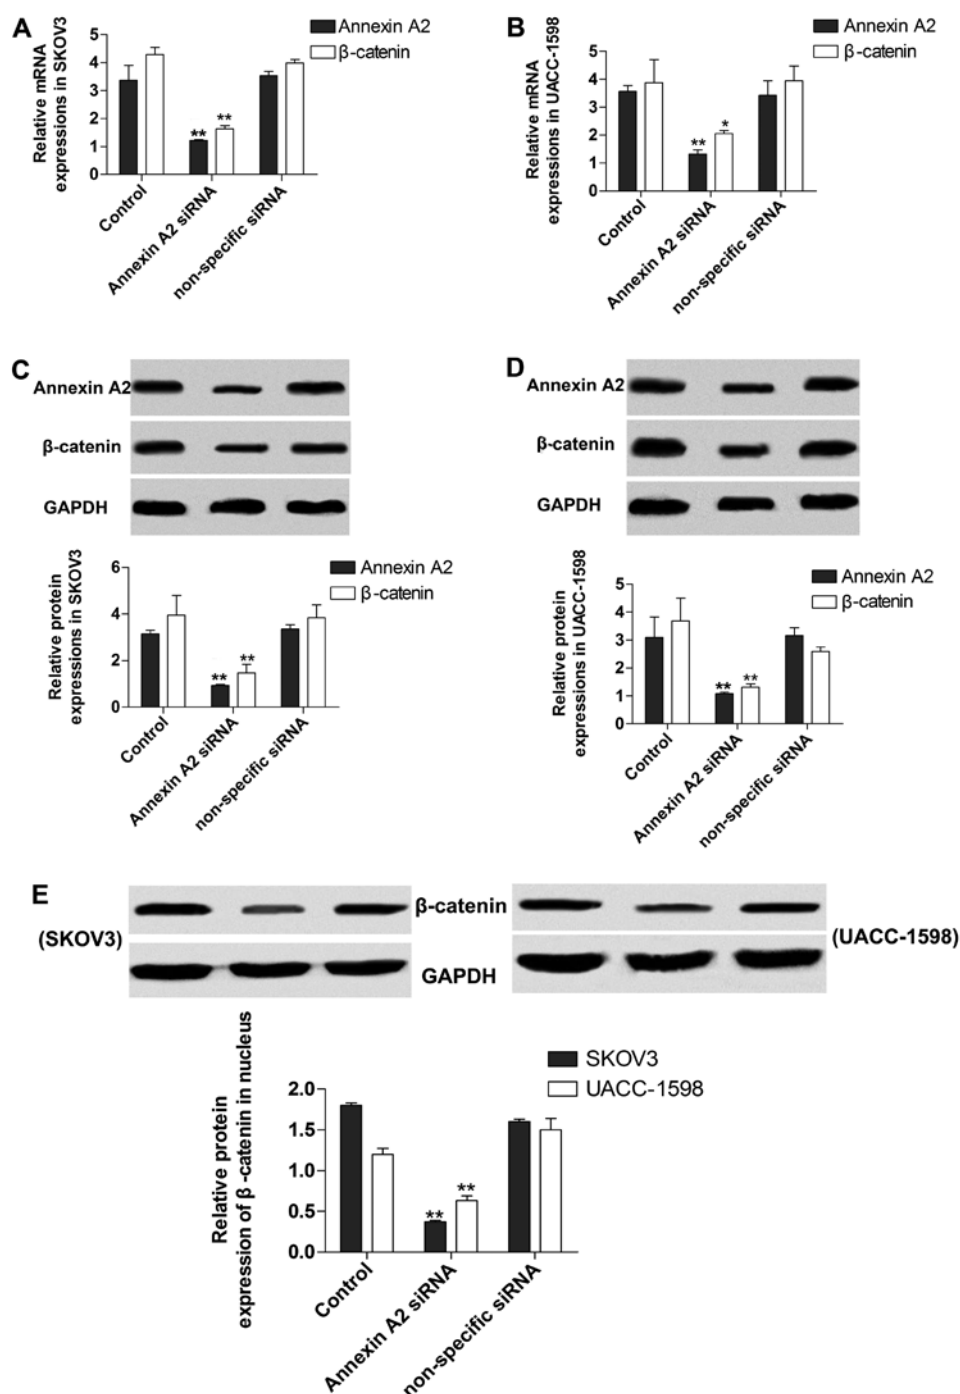 A
Annexin A2
β-catenin
Relative mRNA
expressions in SKOV3
5
4
3
2
1
0
**
**
Control
Annexin A2 siRNA
non-specific siRNA
B
Annexin A2
β-catenin
Relative mRNA
expressions in UACC-1598
5
4
3
2
1
0
**
*
Control
Annexin A2 siRNA
non-specific siRNA
C
Annexin A2
β-catenin
GAPDH
Relative protein
expressions in SKOV3
Annexin A2
β-catenin
6
4
2
0
**
**
Control
Annexin A2 siRNA
non-specific siRNA
D
Annexin A2
β-catenin
GAPDH
Relative protein
expressions in UACC-1598
Annexin A2
β-catenin
5
4
3
2
1
0
**
**
Control
Annexin A2 siRNA
non-specific siRNA
E
(SKOV3)
β-catenin
GAPDH
(UACC-1598)
Relative protein
expression of β -catenin in nucleus
SKOV3
UACC-1598
2.0
1.5
1.0
0.5
0.0
**
**
Control
Annexin A2 siRNA
non-specific siRNA